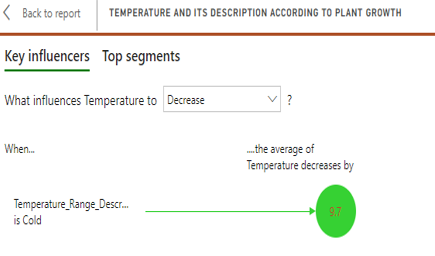 Back to report
TEMPERATURE AND ITS DESCRIPTION ACCORDING TO PLANT GROWTH
Key influencers Top segments
What influences Temperature to Decrease ?
When...
....the average of
Temperature decreases by
Temperature_Range_Descr...
is Cold
9.7